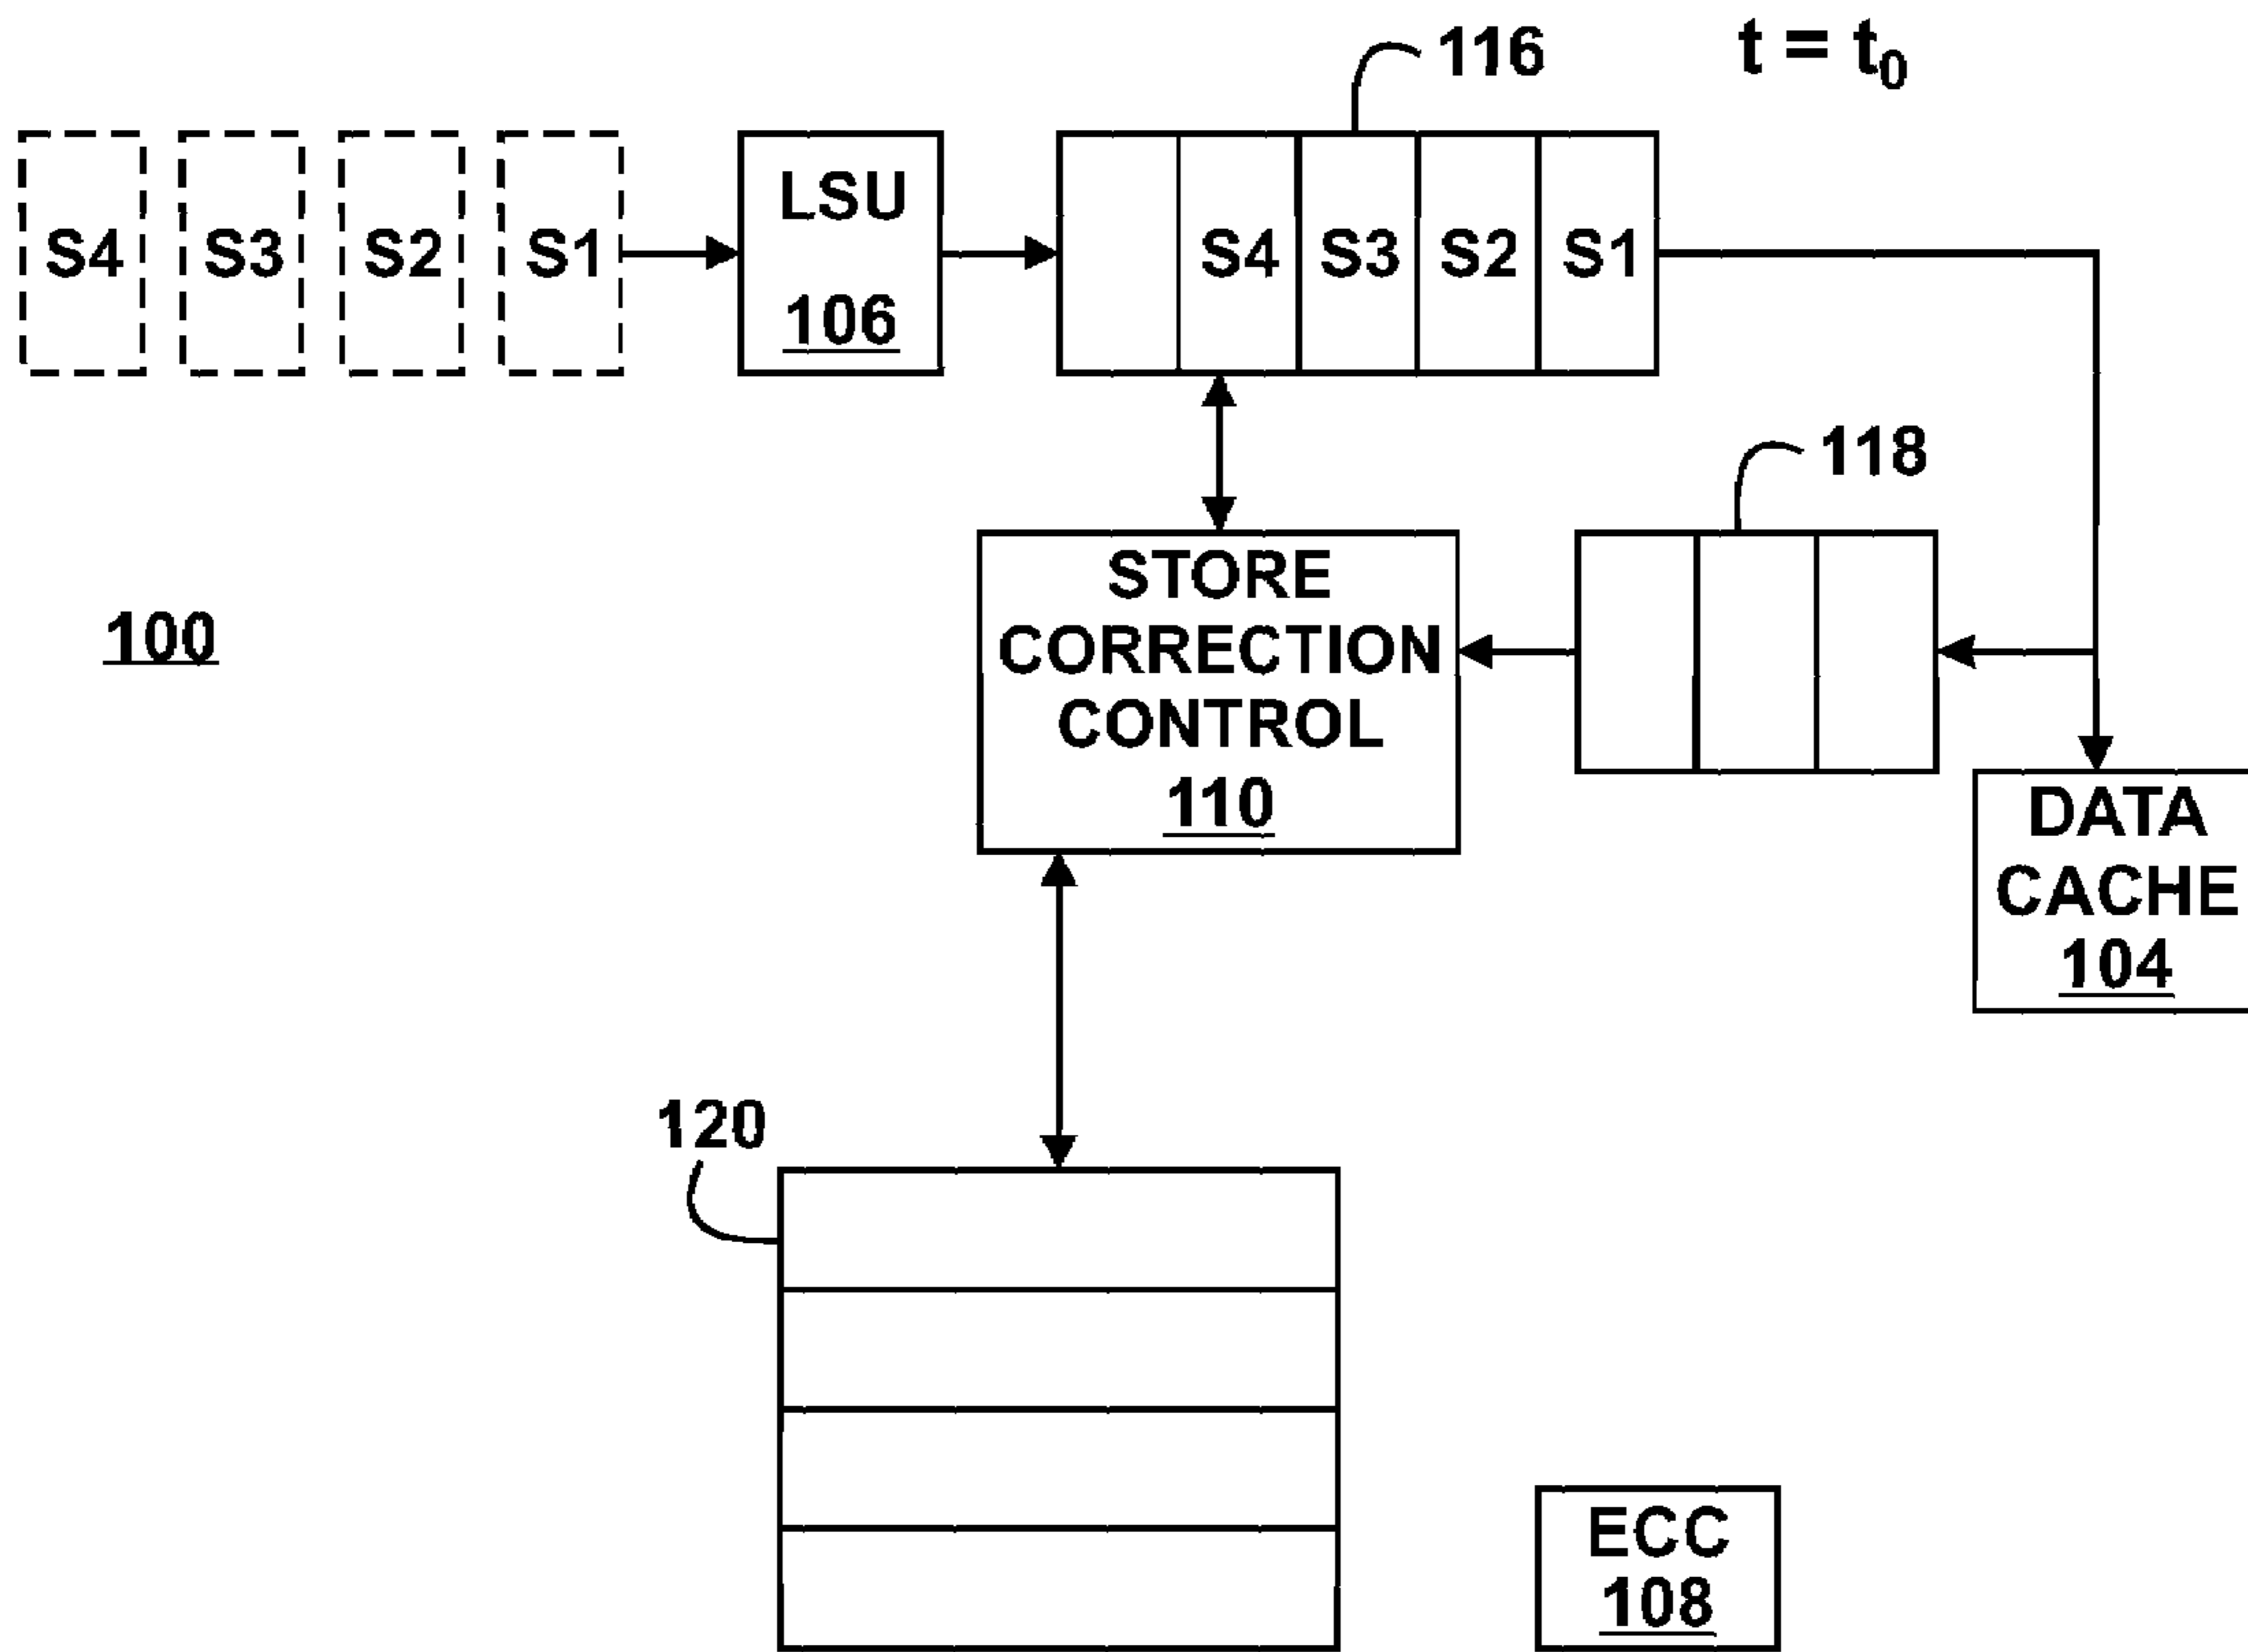 116
t = t0
S4 S3 S2 S1
LSU
106
S4 S3 S2 S1
118
STORE
CORRECTION
CONTROL
110
100
DATA
CACHE
104
120
ECC
108